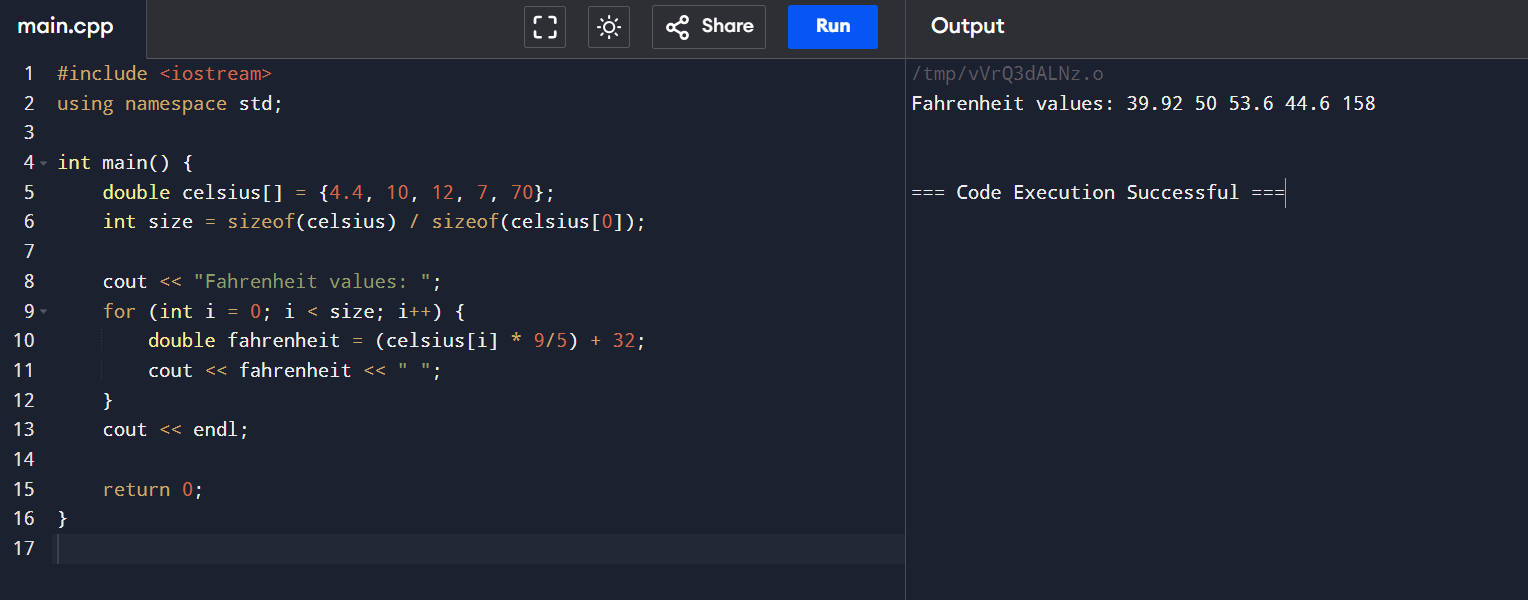 main.cpp
Share
Run
Output
1 #include <iostream>
2 using namespace std;
3
4 int main() {
5     double celsius[] = {4.4, 10, 12, 7, 70};
6     int size = sizeof(celsius) / sizeof(celsius[0]);
7
8     cout << "Fahrenheit values: ";
9     for (int i = 0; i < size; i++) {
10         double fahrenheit = (celsius[i] * 9/5) + 32;
11         cout << fahrenheit << " ";
12     }
13     cout << endl;
14
15     return 0;
16 }
17
/tmp/vVrQ3dALNz.o
Fahrenheit values: 39.92 50 53.6 44.6 158
=== Code Execution Successful ===